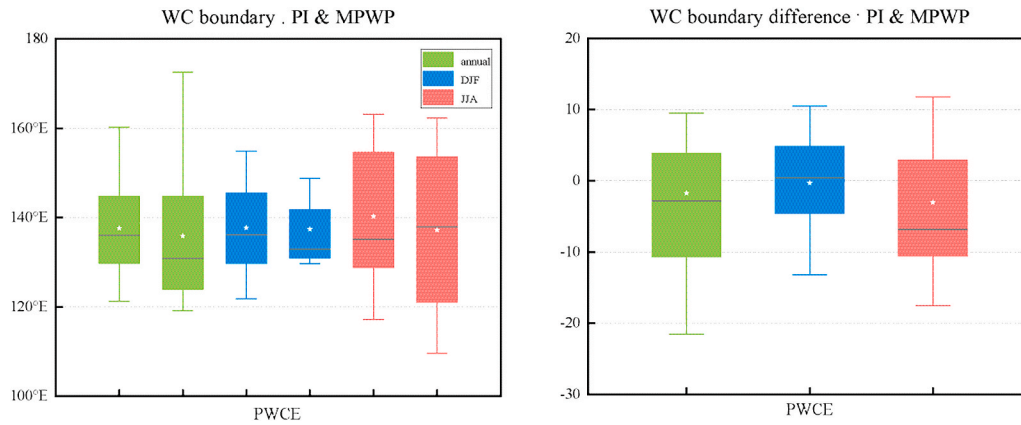 WC boundary . PI & MPWP
180
160°E
140°E
120°E
100°E
annual
DJF
JJA
PWCE
WC boundary difference · PI & MPWP
20
10
0
-10
-20
-30
PWCE